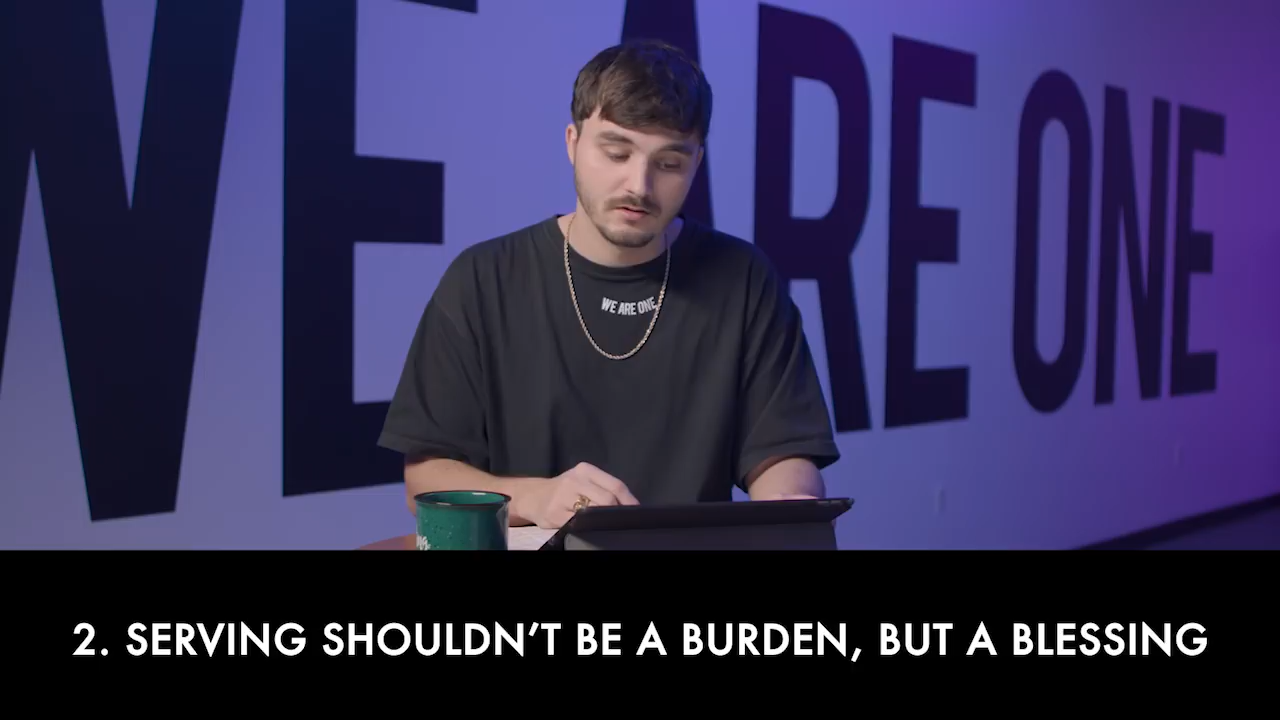 WE ARE ONE
WE ARE ONE
2. SERVING SHOULDN'T BE A BURDEN, BUT A BLESSING